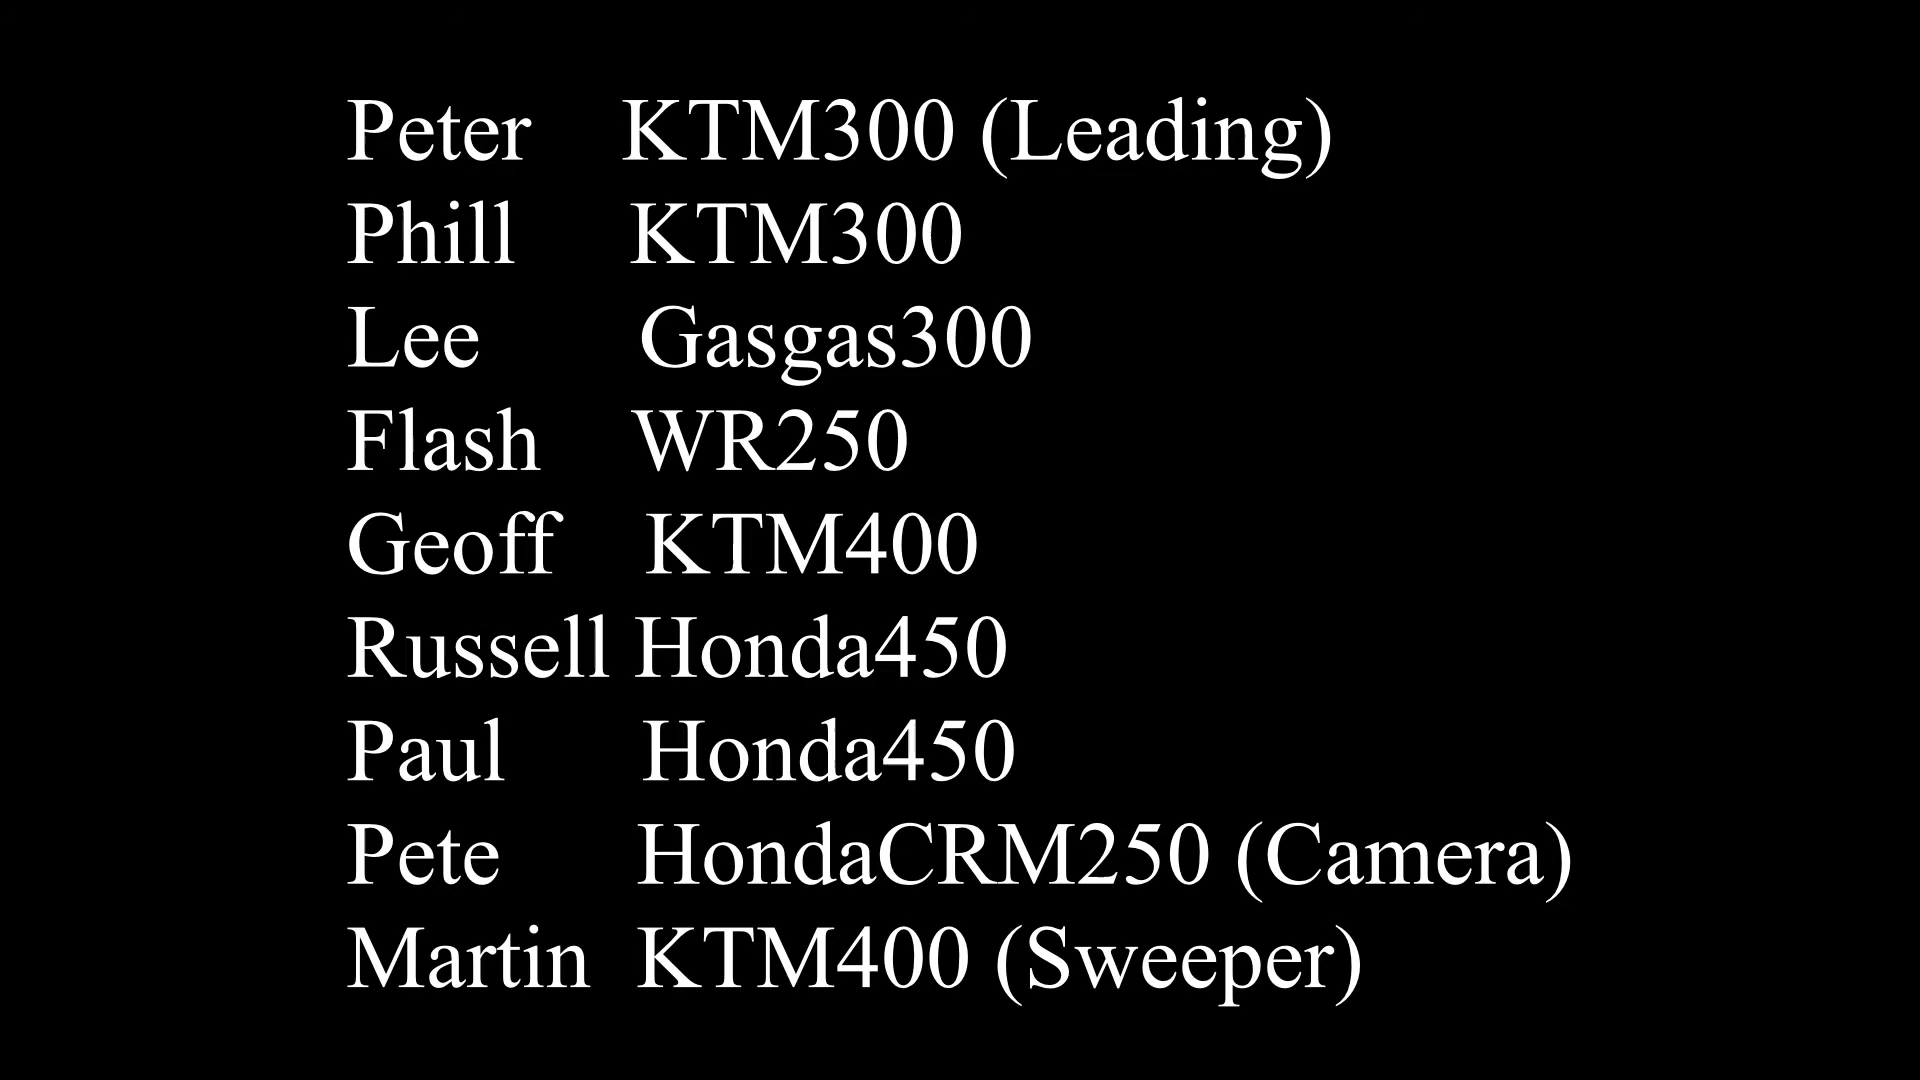 Peter KTM300 (Leading)
Phill KTM300
Lee Gasgas300
Flash WR250
Geoff KTM400
Russell Honda450
Paul Honda450
Pete HondaCRM250 (Camera)
Martin KTM400 (Sweeper)